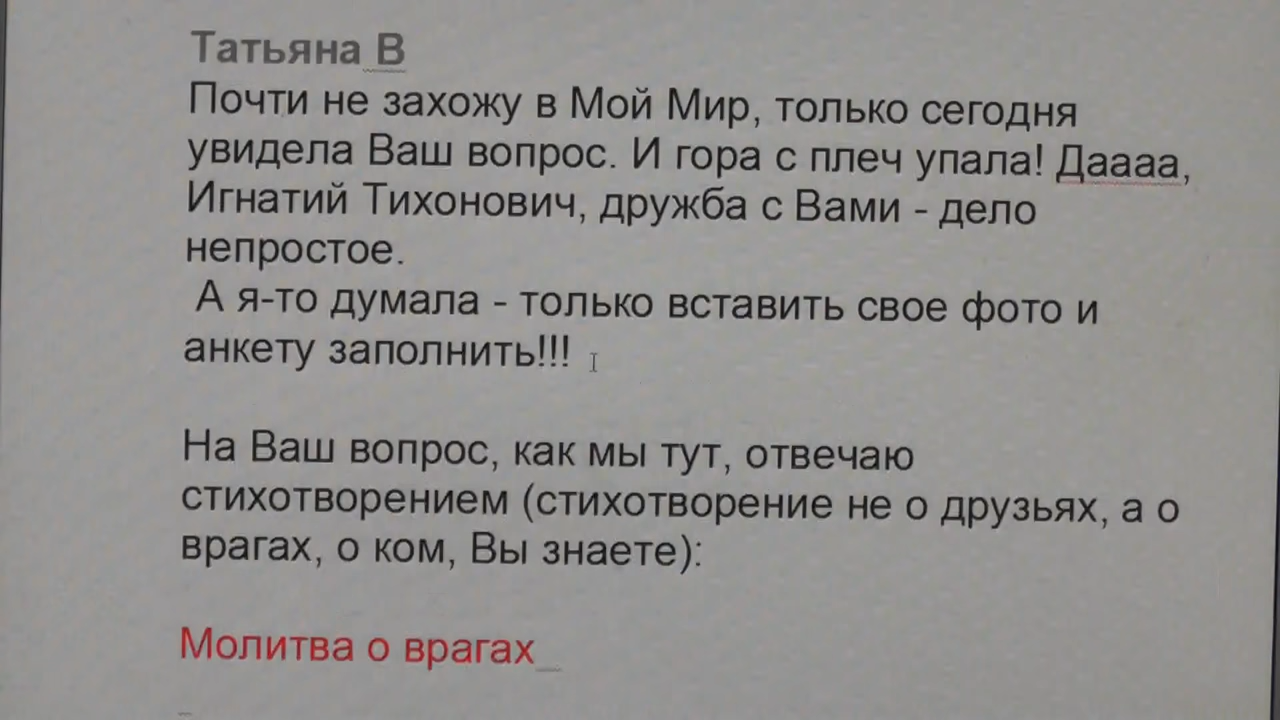 Татьяна В
Почти не захожу в Мой Мир, только сегодня
увидела Ваш вопрос. И гора с плеч упала! Даааа,
Игнатий Тихонович, дружба с Вами - дело
непростое.
А я-то думала - только вставить свое фото и
анкету заполнить!!!
На Ваш вопрос, как мы тут, отвечаю
стихотворением (стихотворение не о друзьях, а о
врагах, о ком, Вы знаете):
Молитва о врагах